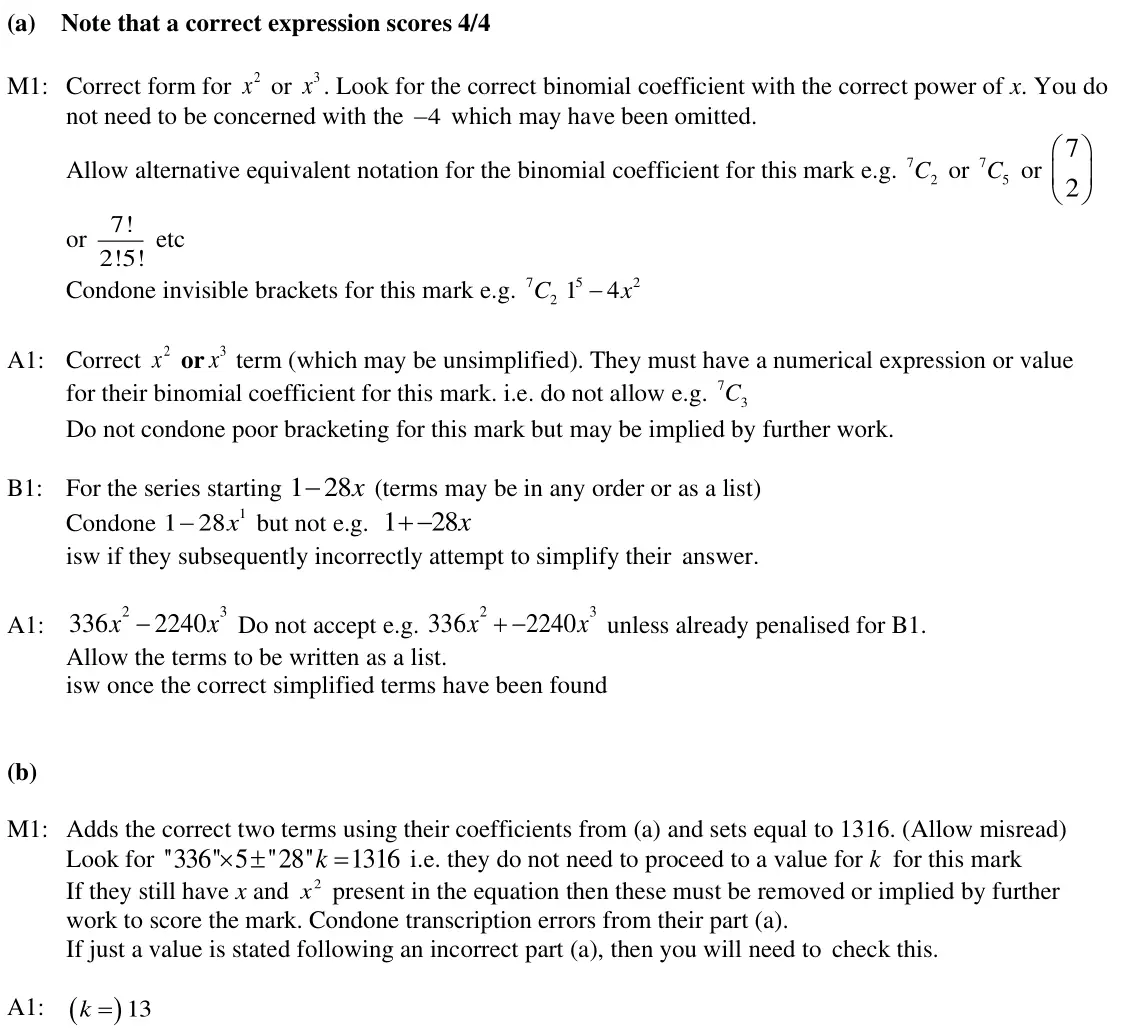 (a) Note that a correct expression scores 4/4
M1: Correct form for x² or x³. Look for the correct binomial coefficient with the correct power of x. You do
not need to be concerned with the −4 which may have been omitted.
Allow alternative equivalent notation for the binomial coefficient for this mark e.g. ⁷C₂ or ⁷C₅ or (7 2)
or 7!/2!5! etc
Condone invisible brackets for this mark e.g. ⁷C₂ 1⁵ − 4x²
A1: Correct x² or x³ term (which may be unsimplified). They must have a numerical expression or value
for their binomial coefficient for this mark. i.e. do not allow e.g. ⁷C₃
Do not condone poor bracketing for this mark but may be implied by further work.
B1: For the series starting 1−28x (terms may be in any order or as a list)
Condone 1−28x¹ but not e.g. 1+−28x
isw if they subsequently incorrectly attempt to simplify their answer.
A1: 336x² − 2240x³ Do not accept e.g. 336x² + −2240x³ unless already penalised for B1.
Allow the terms to be written as a list.
isw once the correct simplified terms have been found
(b)
M1: Adds the correct two terms using their coefficients from (a) and sets equal to 1316. (Allow misread)
Look for "336"×5±"28"k =1316 i.e. they do not need to proceed to a value for k for this mark
If they still have x and x² present in the equation then these must be removed or implied by further
work to score the mark. Condone transcription errors from their part (a).
If just a value is stated following an incorrect part (a), then you will need to check this.
A1: (k =) 13